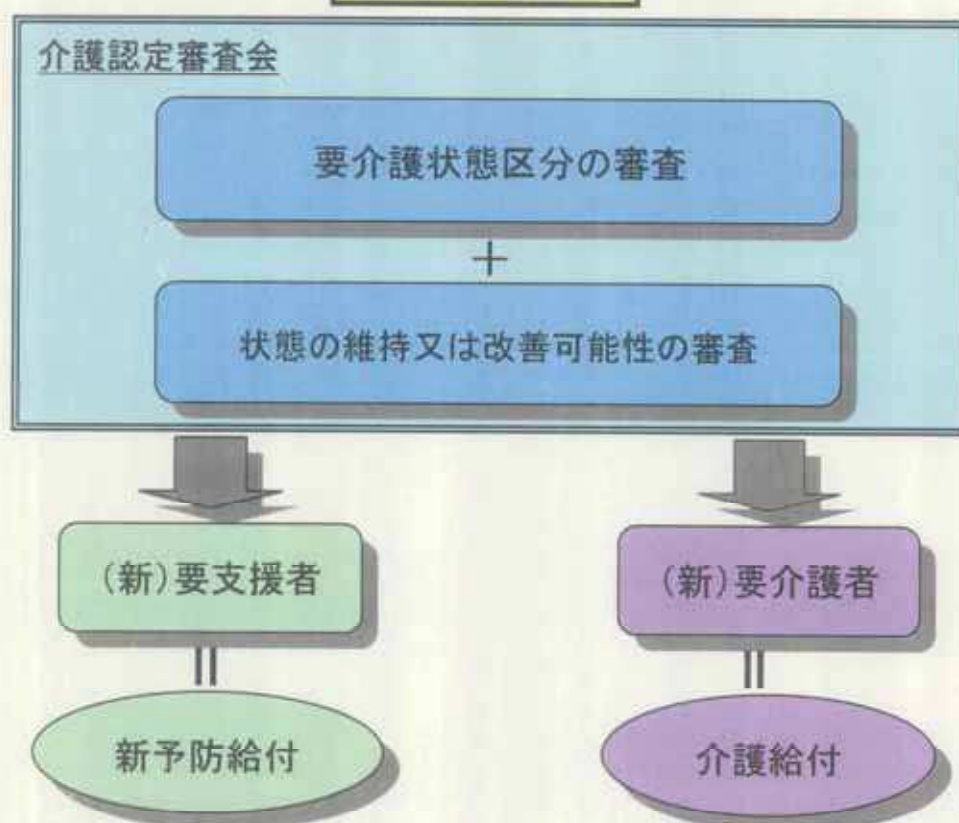 介護認定審査会
要介護状態区分の審査
+
状態の維持又は改善可能性の審査
(新)要支援者
(新)要介護者
新予防給付
介護給付